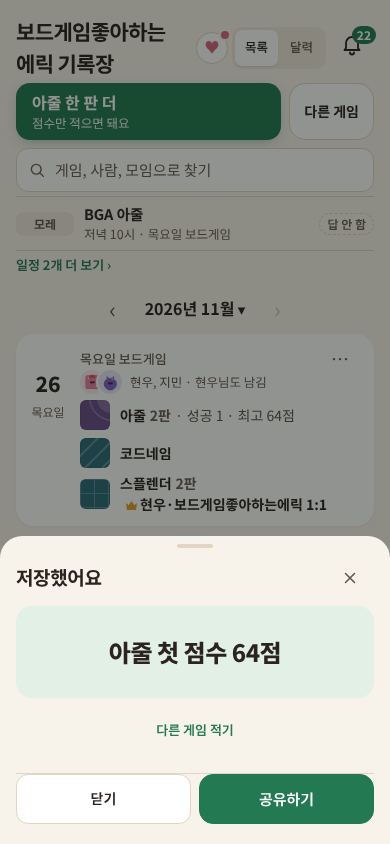 보드게임좋아하는
에릭 기록장
목록
달력
22
아줄 한 판 더
점수만 적으면 돼요
다른 게임
게임, 사람, 모임으로 찾기
모레
BGA 아줄
저녁 10시 · 목요일 보드게임
답 안 함
일정 2개 더 보기 ›
‹ 2026년 11월 ▾ ›
26
목요일
목요일 보드게임
···
현우, 지민 · 현우님도 남김
아줄 2판 · 성공 1 · 최고 64점
코드네임
스플렌더 2판
현우·보드게임좋아하는에릭 1:1
저장했어요
아줄 첫 점수 64점
다른 게임 적기
닫기
공유하기